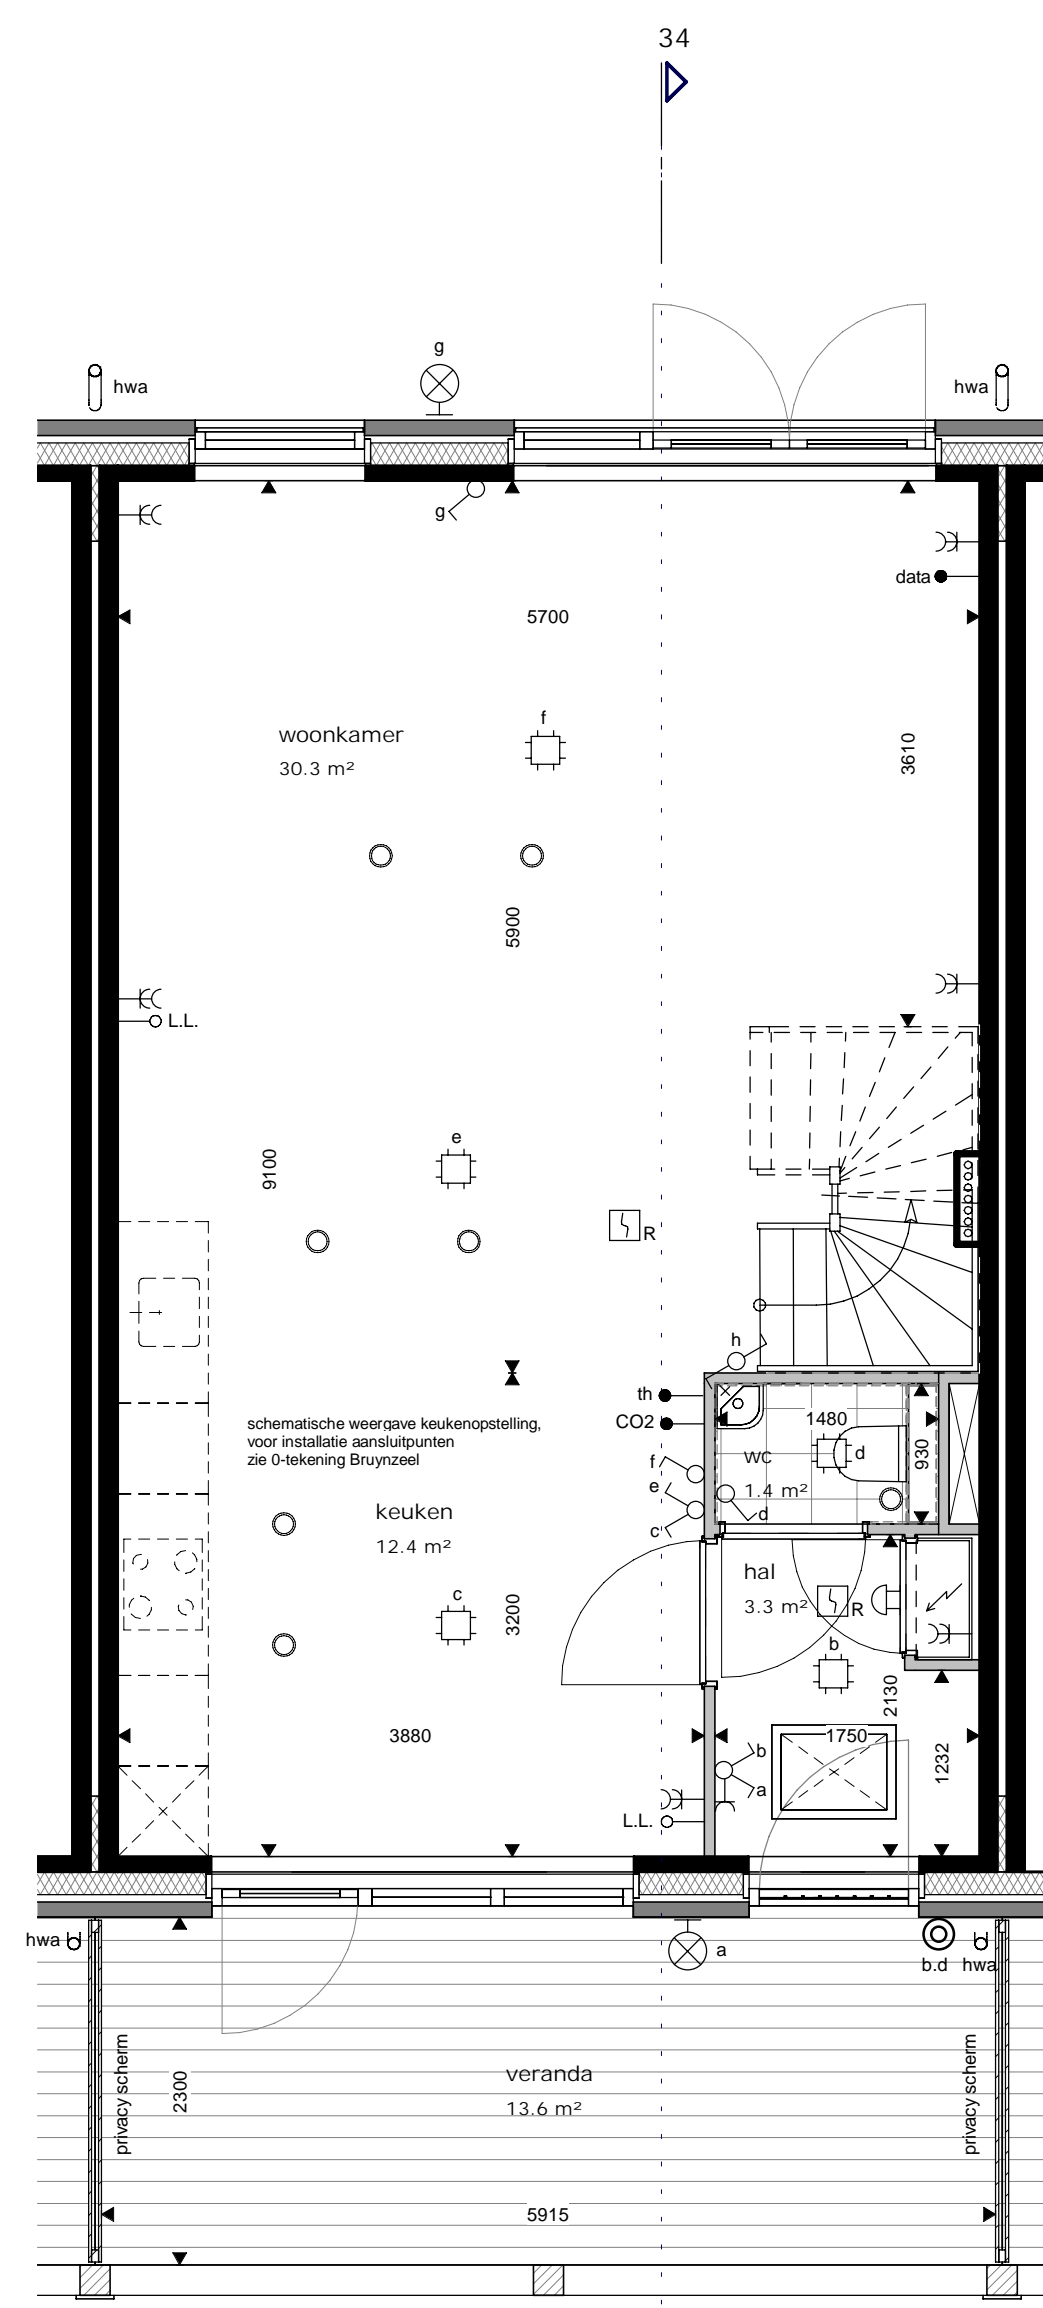 34
g
hwa
hwa
g
data
5700
f
woonkamer
30.3 m²
3610
5900
L.L.
e
9100
R
h
th
CO2
1480
schematische weergave keukenopstelling,
voor installatie aansluitpunten
zie 0-tekening Bruynzeel
f
wc
d
930
e
1.4 m²
d
c
keuken
12.4 m²
hal
3.3 m²
R
c
3200
b
2130
3880
1750
b
a
1232
L.L.
hwa
a
b.d
hwa
privacy scherm
2300
veranda
13.6 m²
privacy scherm
5915